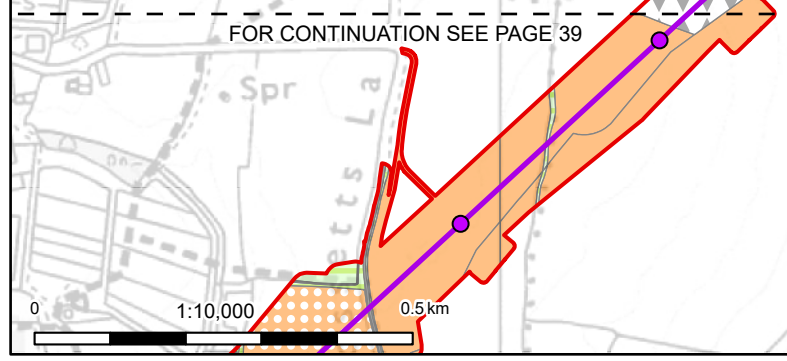 FOR CONTINUATION SEE PAGE 39
Spr
etts La
0 1:10,000 0.5 km